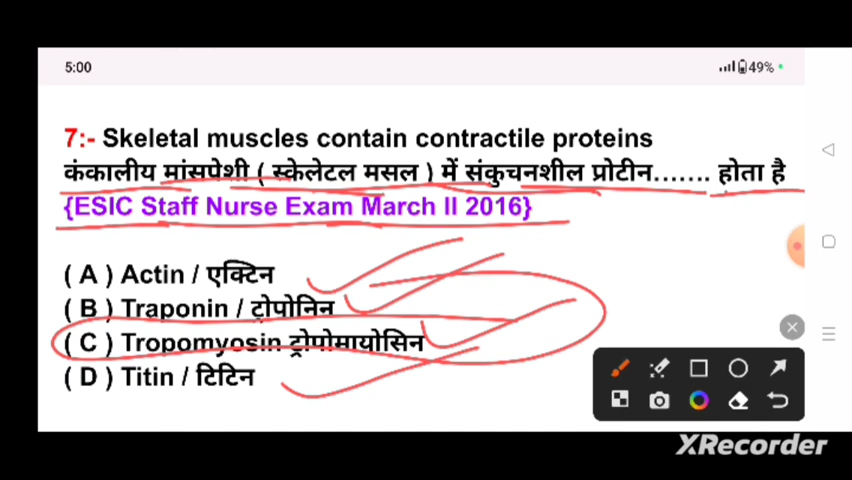 5:00 49%
7:- Skeletal muscles contain contractile proteins
कंकालीय मांसपेशी ( स्केलेटल मसल ) में संकुचनशील प्रोटीन....... होता है
{ESIC Staff Nurse Exam March II 2016}
( A ) Actin / एक्टिन
( B ) Traponin / ट्रोपोनिन
( C ) Tropomyosin ट्रोपोमायोसिन
( D ) Titin / टिटिन
XRecorder